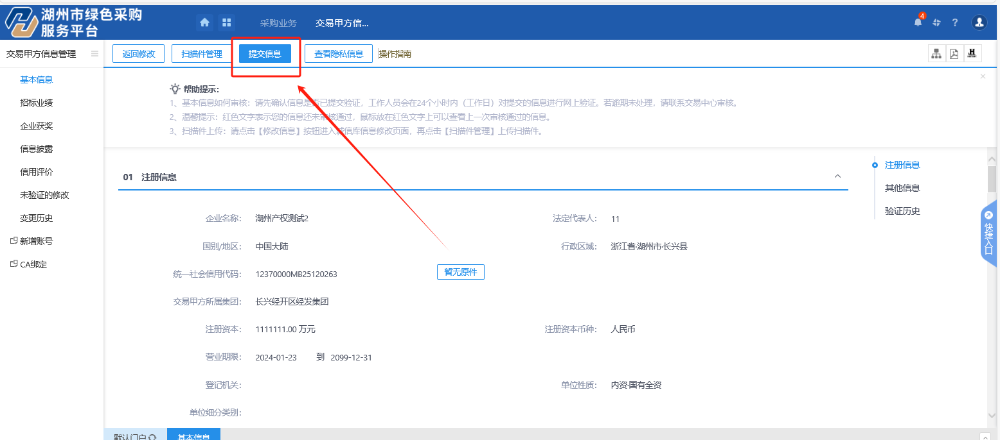 湖州市绿色采购
服务平台
采购业务
交易甲方信...
4
?
交易甲方信息管理
返回修改
扫描件管理
提交信息
查看隐私信息
操作指南
基本信息
招标业绩
企业获奖
信息披露
信用评价
未验证的修改
变更历史
新增账号
CA绑定
帮助提示:
1、基本信息如何审核：请先确认信息是否已提交验证，工作人员会在24个小时内（工作日）对提交的信息进行网上验证。若逾期未处理，请联系交易中心审核。
2、温馨提示：红色文字表示您的信息还未审核通过，鼠标放在红色文字上可以查看上一次审核通过的信息。
3、扫描件上传：请点击【修改信息】按钮进入诚信库信息修改页面，再点击【扫描件管理】上传扫描件。
01 注册信息
企业名称: 湖州产权测试2 法定代表人: 11
国别/地区: 中国大陆 行政区域: 浙江省·湖州市·长兴县
统一社会信用代码: 12370000MB25120263 暂无原件
交易甲方所属集团: 长兴经开区经发集团
注册资本: 1111111.00 万元 注册资本币种: 人民币
营业期限: 2024-01-23 到 2099-12-31
登记机关: 单位性质: 内资·国有全资
单位细分类别:
注册信息
其他信息
验证历史
快捷入口
默认门户
基本信息